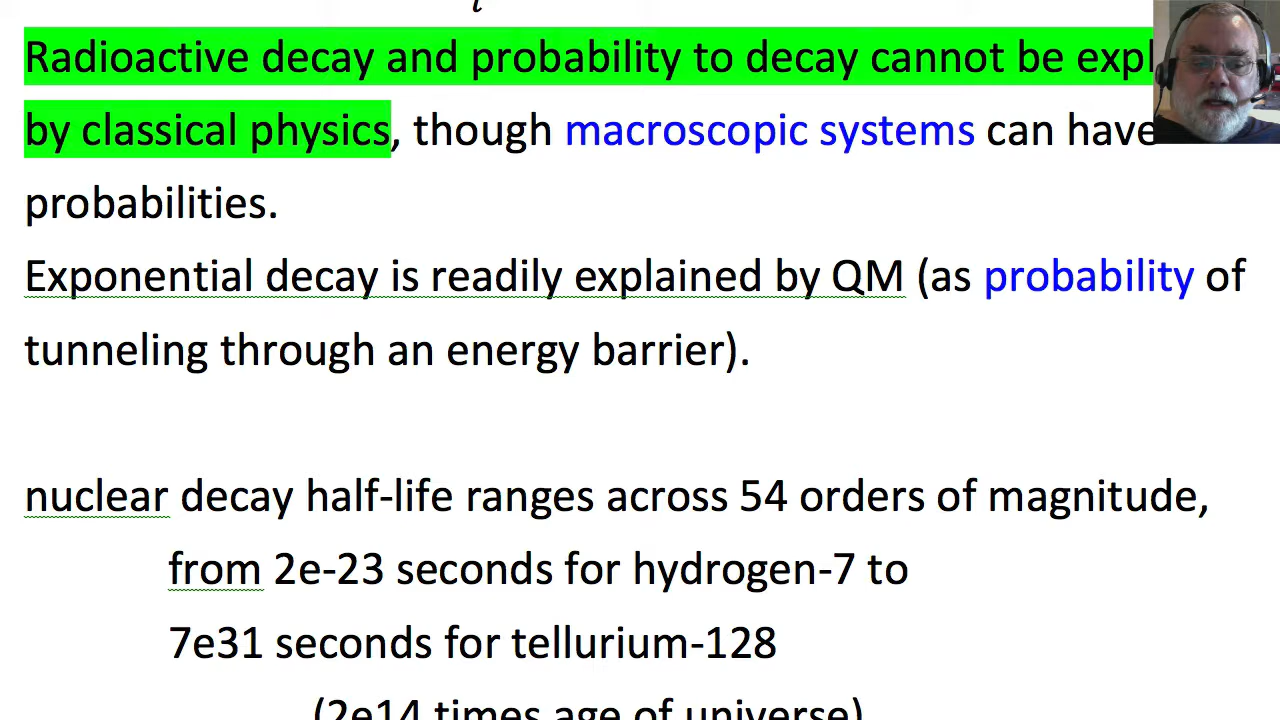 t
Radioactive decay and probability to decay cannot be
by classical physics, though macroscopic systems can have
probabilities.
Exponential decay is readily explained by QM (as probability of
tunneling through an energy barrier).
nuclear decay half-life ranges across 54 orders of magnitude,
from 2e-23 seconds for hydrogen-7 to
7e31 seconds for tellurium-128
(2e14 times age of universe)